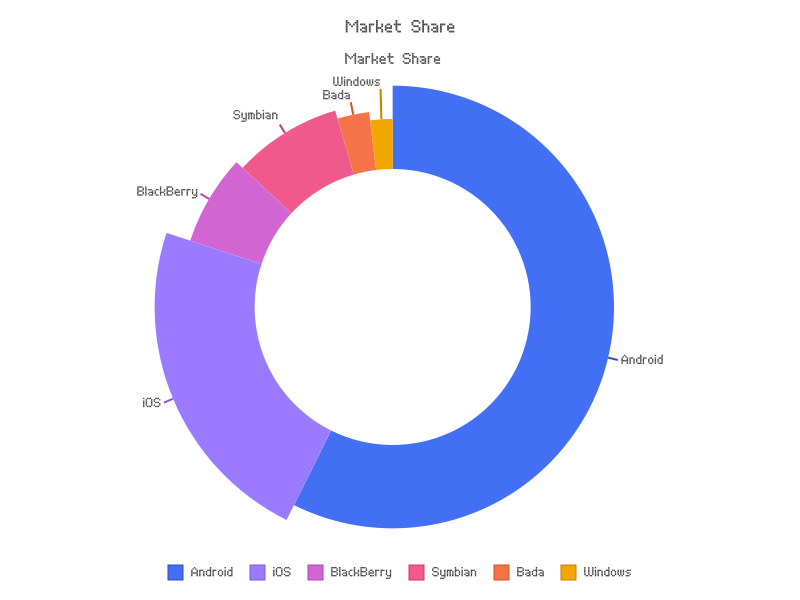 Market Share
Market Share
Windows
Bada
Symbian
BlackBerry
Android
iOS
Android iOS BlackBerry Symbian Bada Windows